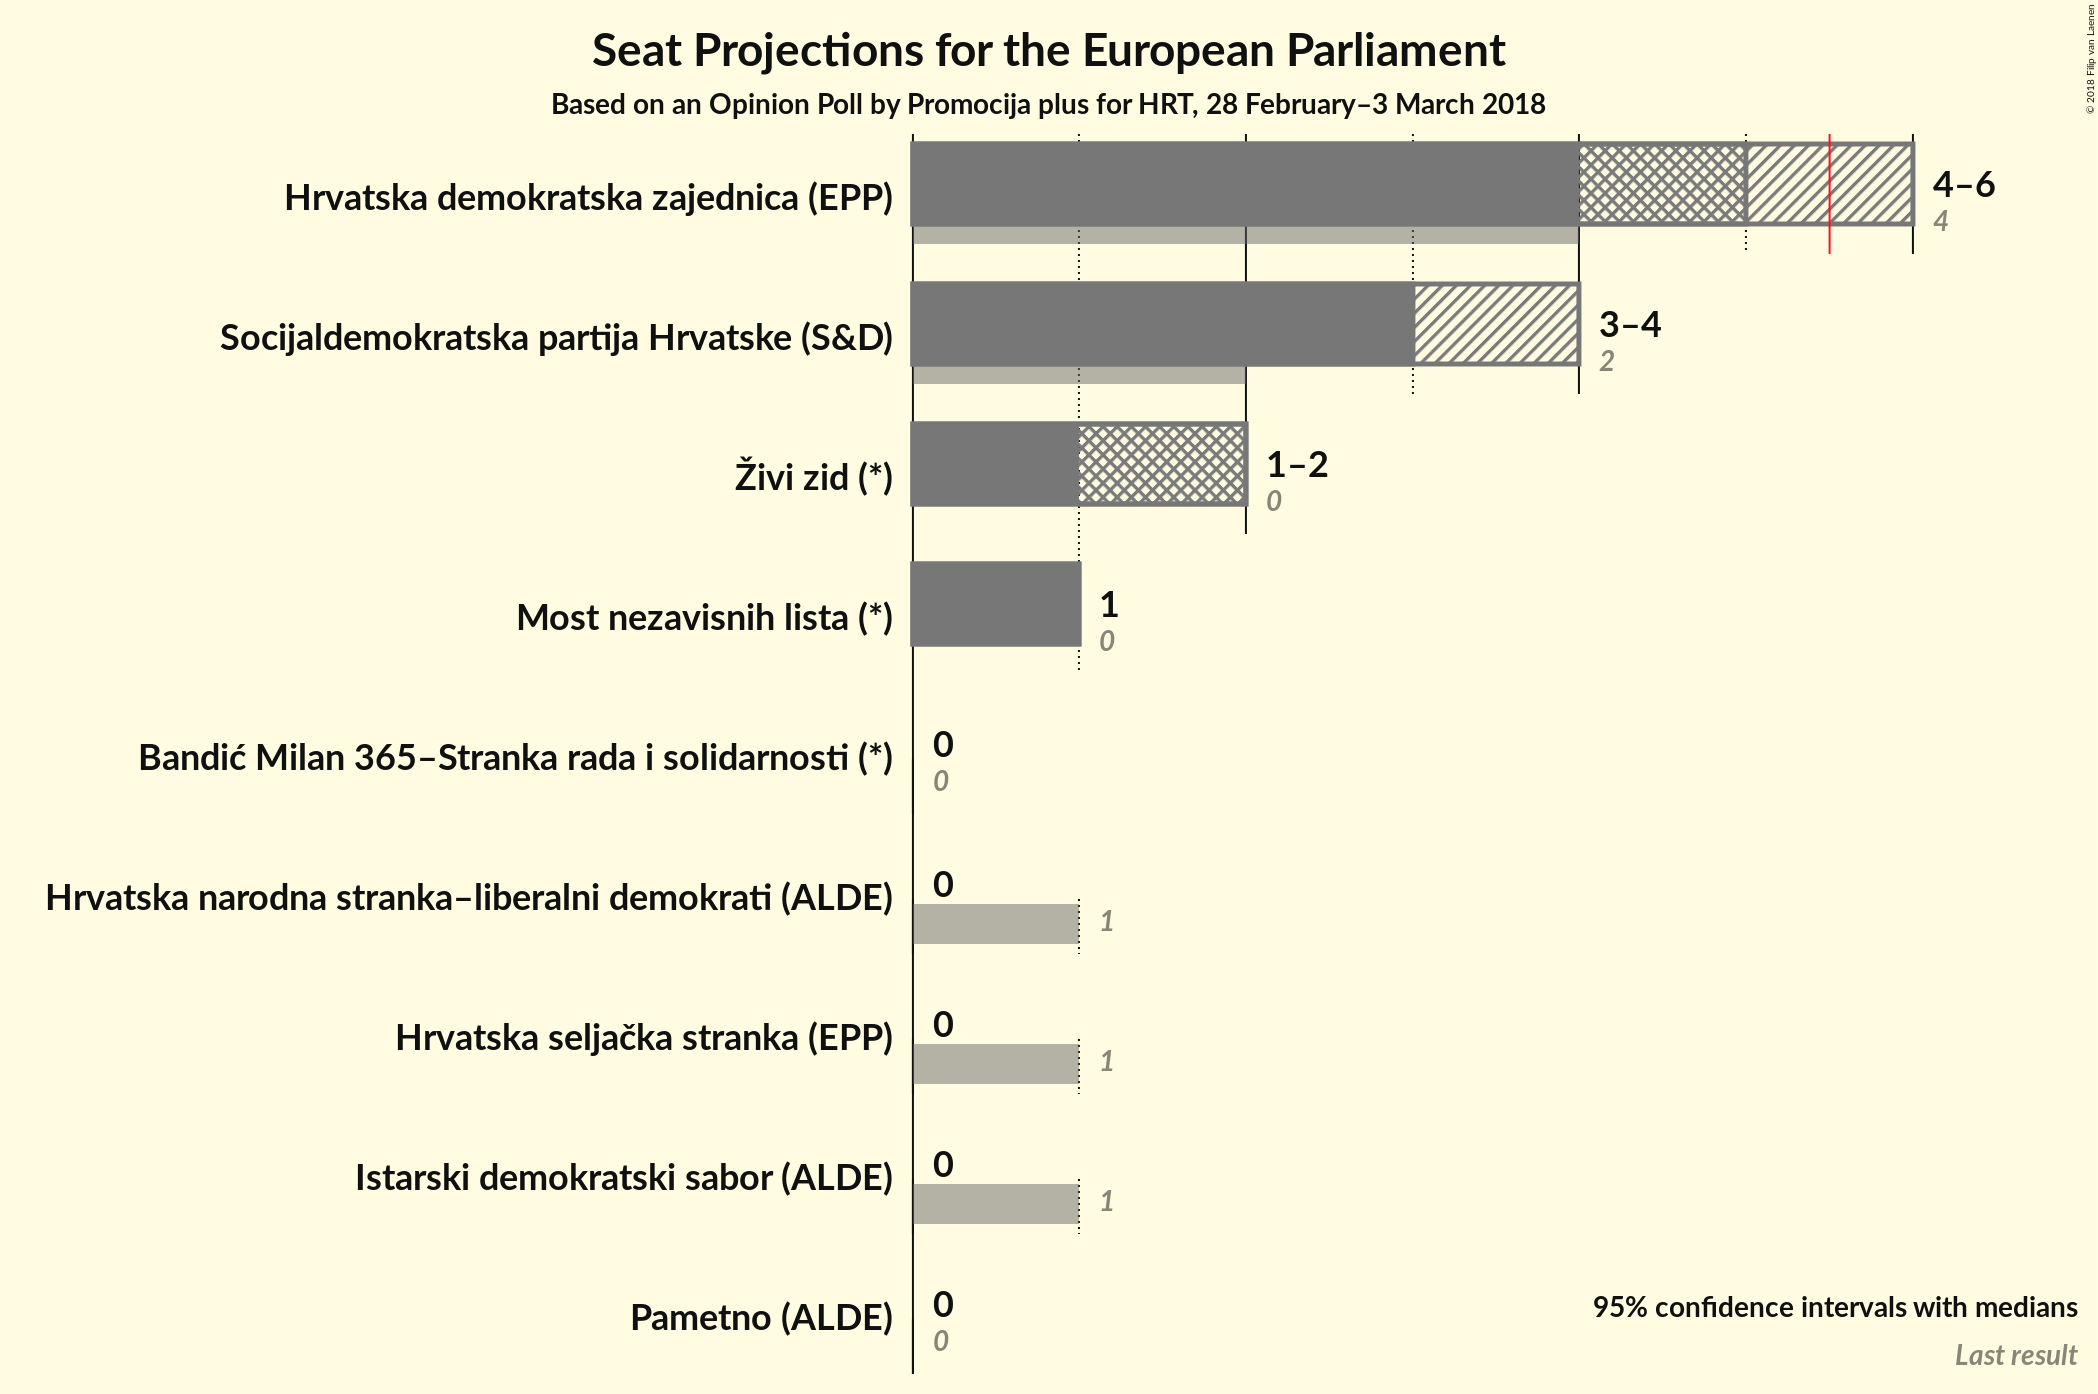 Seat Projections for the European Parliament
Based on an Opinion Poll by Promocija plus for HRT, 28 February–3 March 2018
© 2018 Filip van Laenen
Hrvatska demokratska zajednica (EPP)
4–6
4
Socijaldemokratska partija Hrvatske (S&D)
3–4
2
Živi zid (*)
1–2
0
Most nezavisnih lista (*)
1
0
Bandić Milan 365–Stranka rada i solidarnosti (*)
0
0
Hrvatska narodna stranka–liberalni demokrati (ALDE)
0
1
Hrvatska seljačka stranka (EPP)
0
1
Istarski demokratski sabor (ALDE)
0
1
Pametno (ALDE)
0
0
95% confidence intervals with medians
Last result